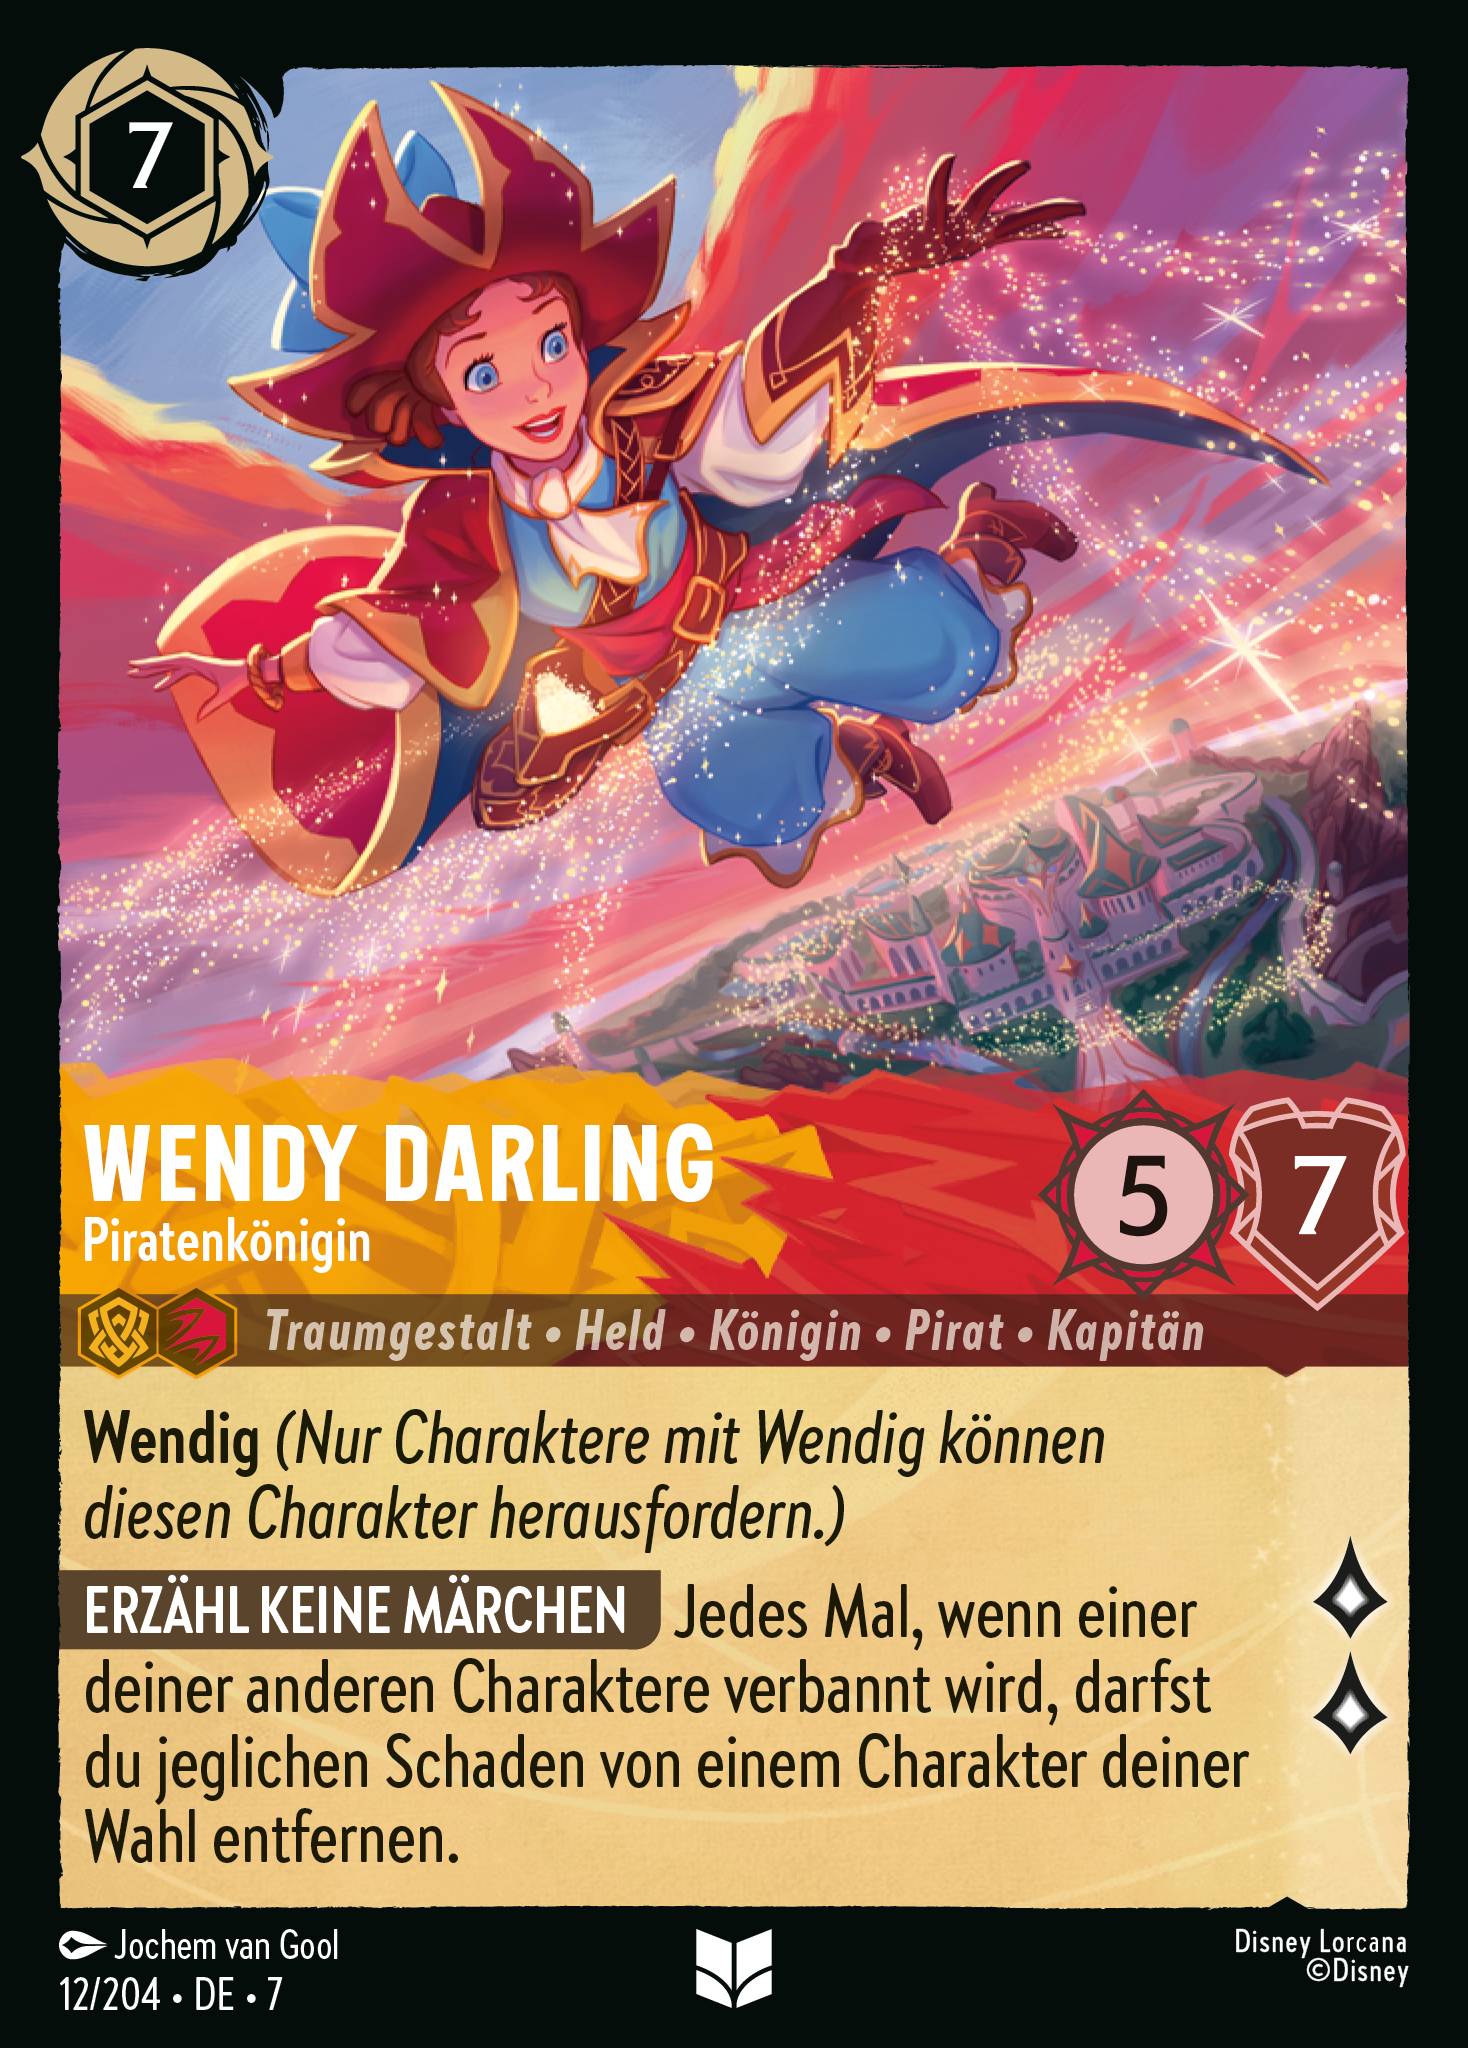 7
WENDY DARLING
Piratenkönigin
5
7
Traumgestalt • Held • Königin • Pirat • Kapitän
Wendig (Nur Charaktere mit Wendig können
diesen Charakter herausfordern.)
ERZÄHL KEINE MÄRCHEN Jedes Mal, wenn einer
deiner anderen Charaktere verbannt wird, darfst
du jeglichen Schaden von einem Charakter deiner
Wahl entfernen.
Jochem van Gool
12/204 • DE • 7
Disney Lorcana
©Disney